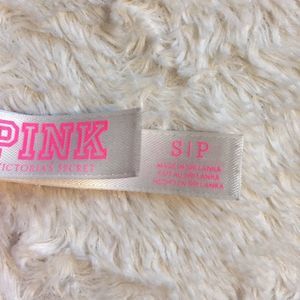 PINK
VICTORIA'S SECRET
S|P
MADE IN SRI LANKA
FAIT AU SRI LANKA
HECHO EN SRI LANKA